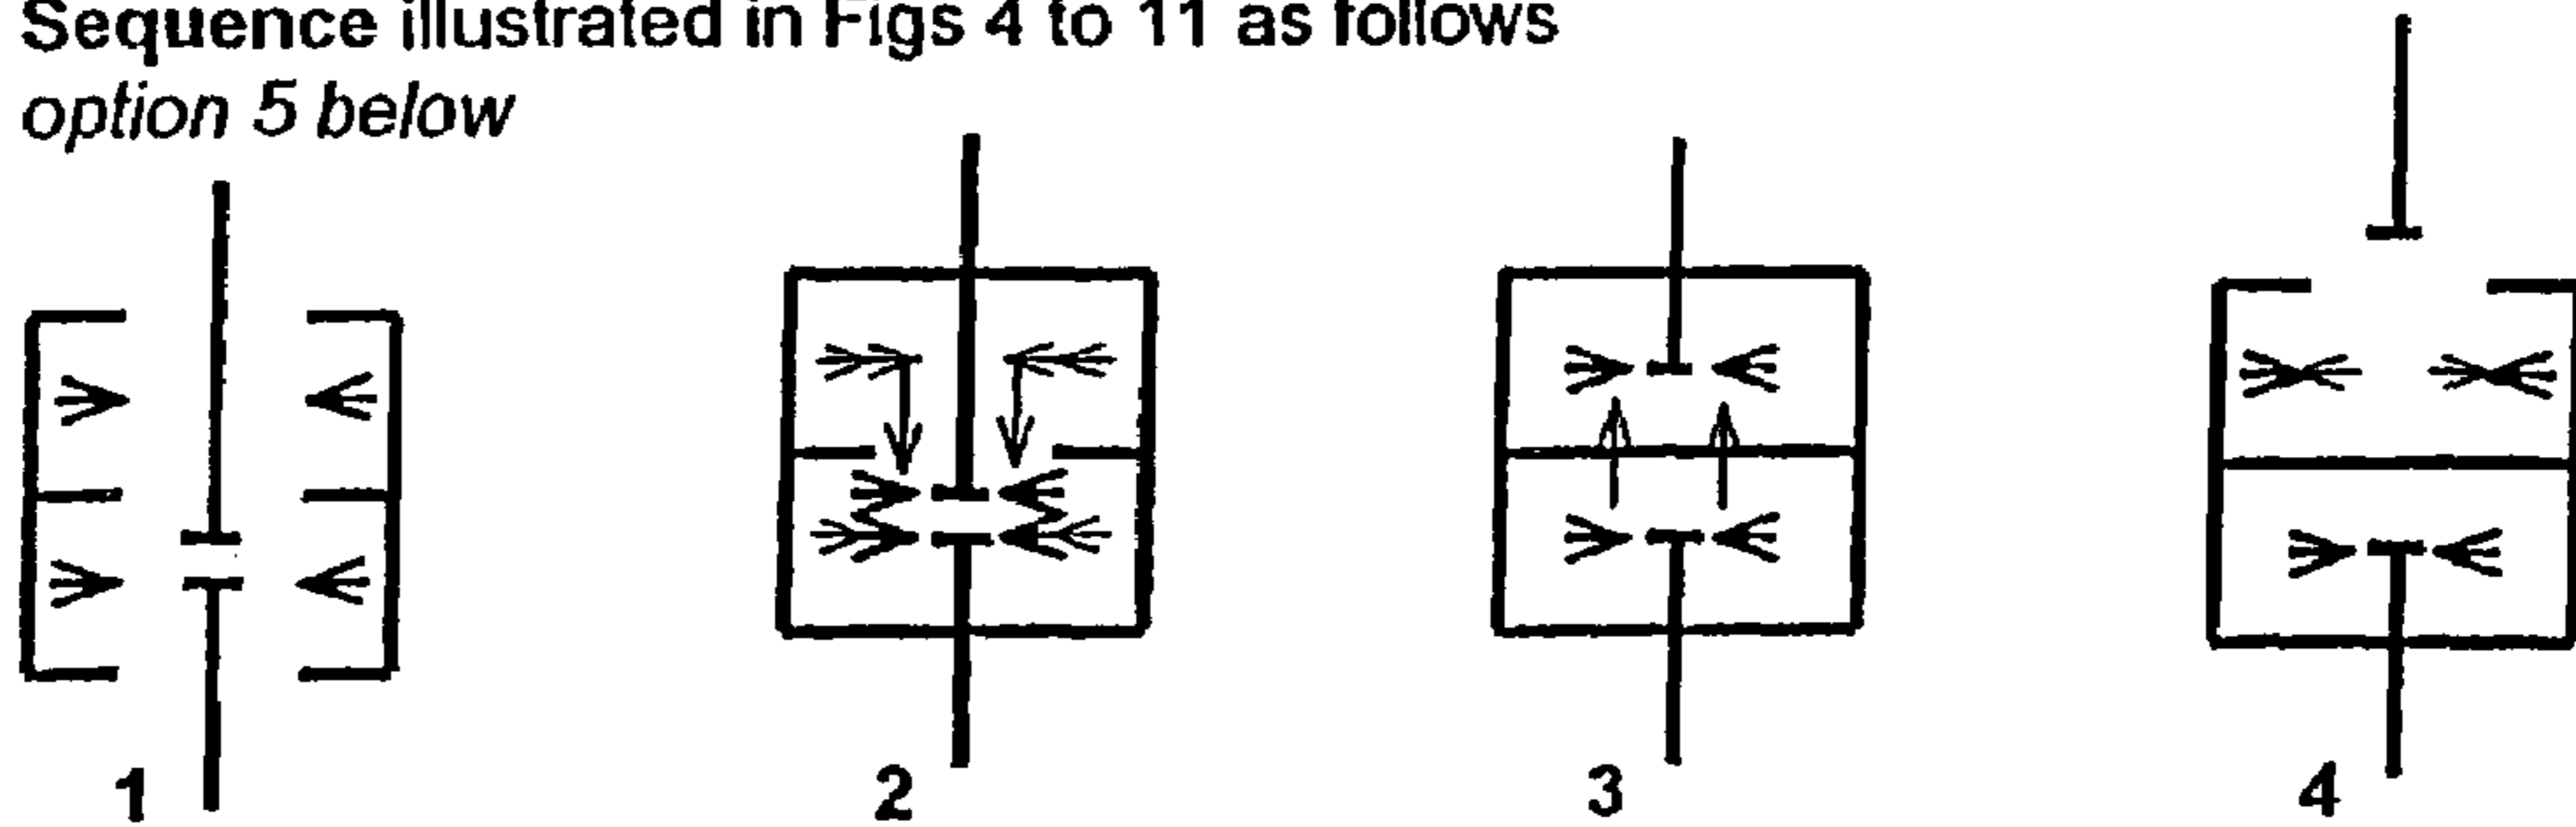 Sequence illustrated in Figs 4 to 11 as follows
option 5 below
1 2 3 4